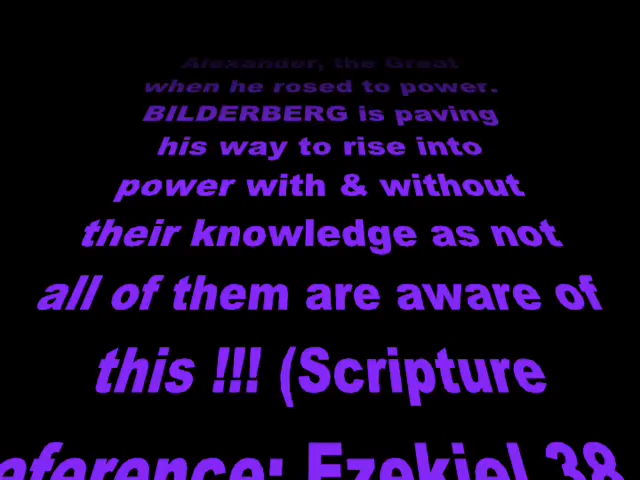 Alexander, the Great
when he rosed to power.
BILDERBERG is paving
his way to rise into
power with & without
their knowledge as not
all of them are aware of
this !!! (Scripture
eference: Ezekiel 38